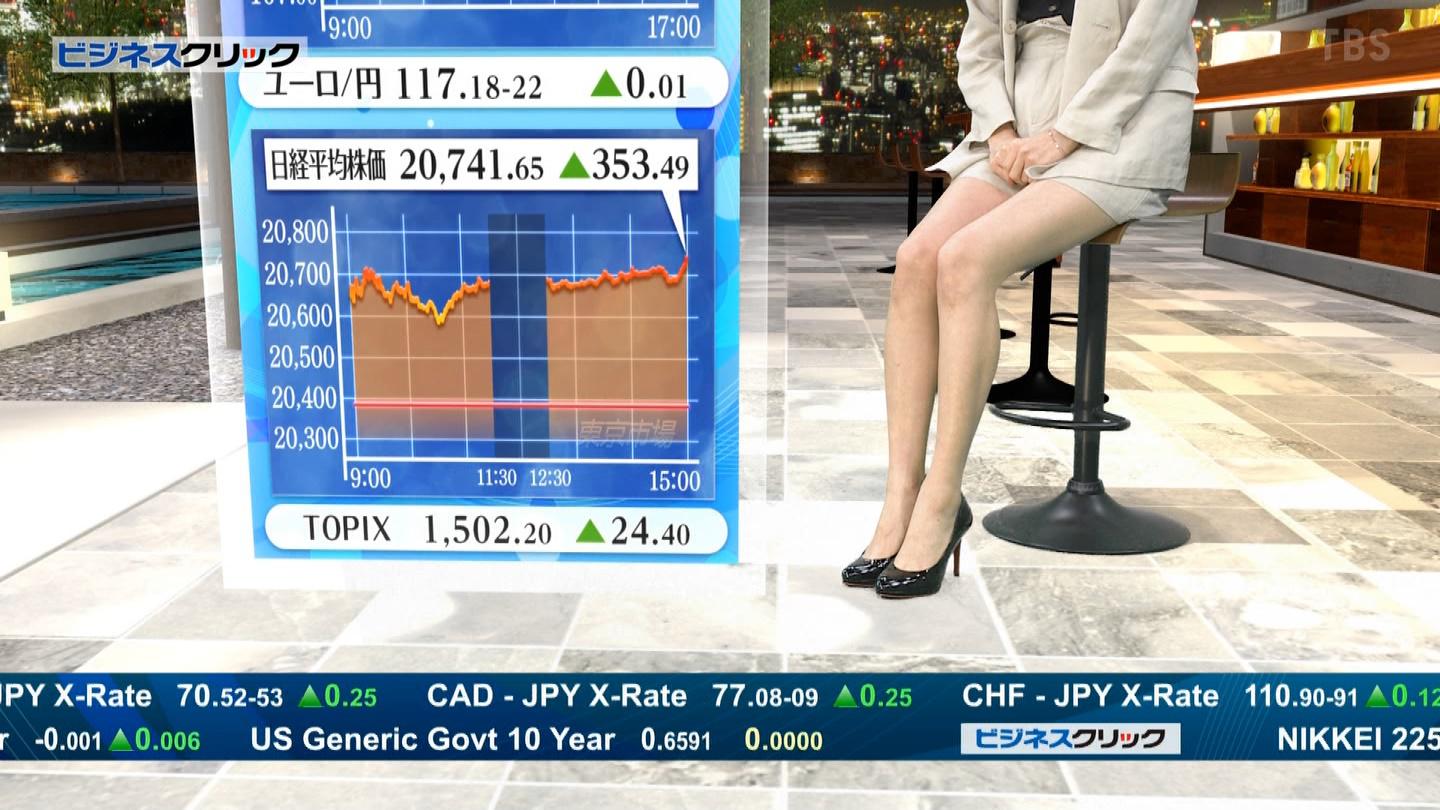 9:00 17:00
ビジネスクリック
TBS
ユーロ/円 117.18-22 ▲0.01
日経平均株価 20,741.65 ▲353.49
20,800
20,700
20,600
20,500
20,400
20,300
東京市場
9:00 11:30 12:30 15:00
TOPIX 1,502.20 ▲24.40
JPY X-Rate 70.52-53 ▲0.25 CAD - JPY X-Rate 77.08-09 ▲0.25 CHF - JPY X-Rate 110.90-91 ▲0.12
-0.001 ▲0.006 US Generic Govt 10 Year 0.6591 0.0000 ビジネスクリック NIKKEI 225